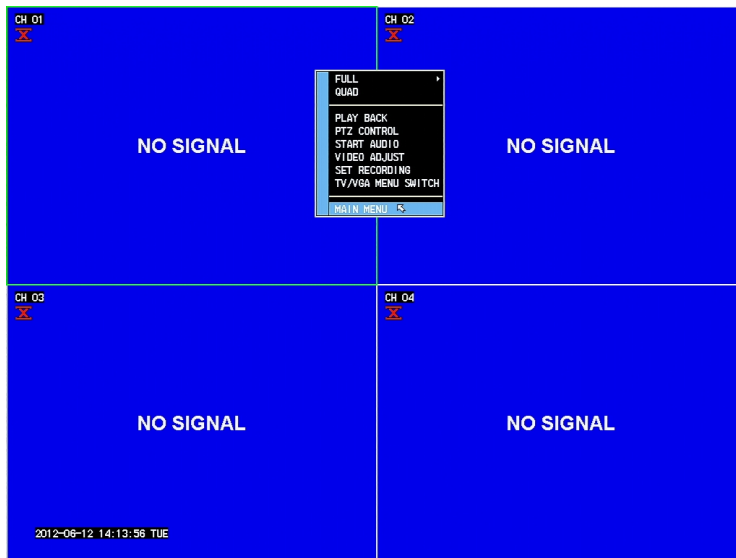 CH 01
CH 02
NO SIGNAL
FULL
QUAD
PLAY BACK
PTZ CONTROL
START AUDIO
VIDEO ADJUST
SET RECORDING
TV/VGA MENU SWITCH
MAIN MENU
NO SIGNAL
CH 03
CH 04
NO SIGNAL
NO SIGNAL
2012-06-12 14:13:56 TUE